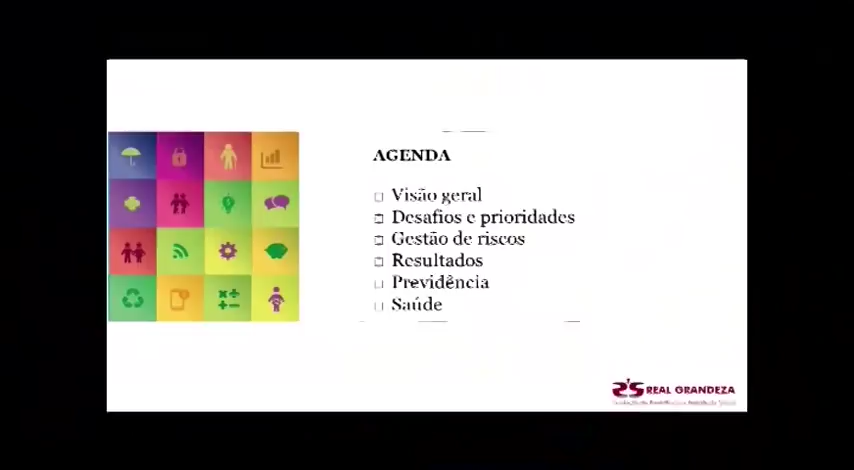 AGENDA
Visão geral
Desafios e prioridades
Gestão de riscos
Resultados
Previdência
Saúde
REAL GRANDEZA